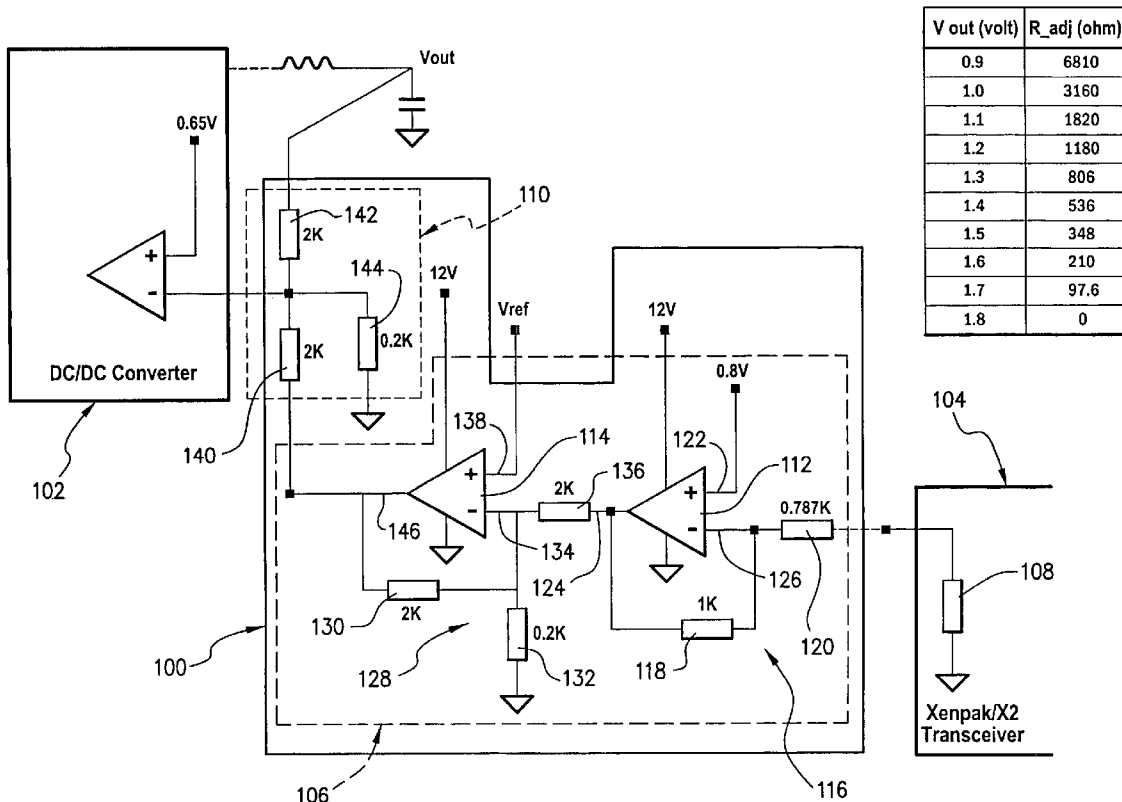 Vout
0.65V
DC/DC Converter
102
142
2K
110
144
0.2K
2K
140
12V
Vref
12V
0.8V
138
114
136
2K
122
112
0.787K
104
146
134
124
126
120
108
130
2K
128
0.2K
132
1K
118
116
100
106
Xenpak/X2
Transceiver
V out (volt) R_adj (ohm)
0.9 6810
1.0 3160
1.1 1820
1.2 1180
1.3 806
1.4 536
1.5 348
1.6 210
1.7 97.6
1.8 0